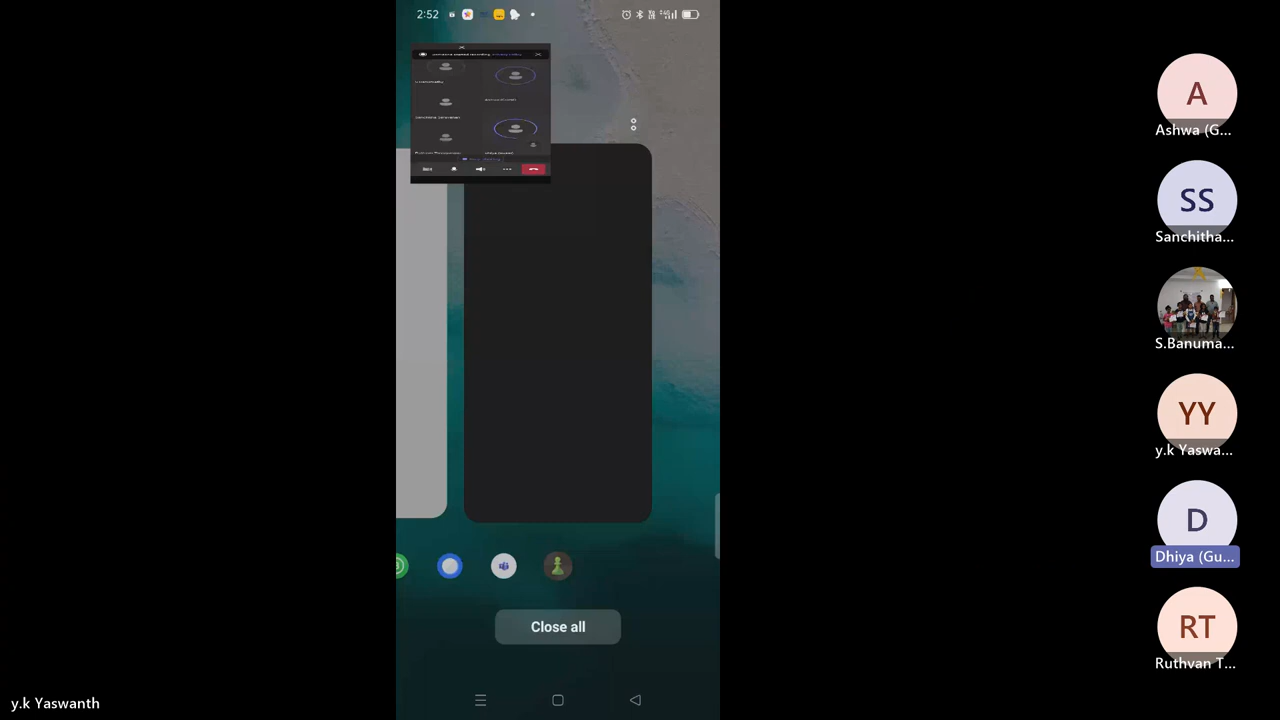 2:52
Close all
y.k Yaswanth
A
Ashwa (G...
SS
Sanchitha...
S.Banuma...
YY
y.k Yaswa...
D
Dhiya (Gu...
RT
Ruthvan T...